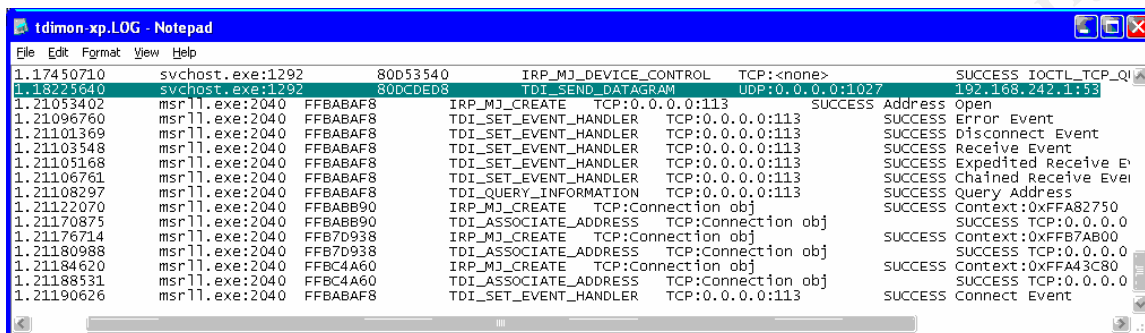 tdimon-xp.LOG - Notepad
File Edit Format View Help
1.17450710 svchost.exe:1292 80D53540 IRP_MJ_DEVICE_CONTROL TCP:<none> SUCCESS IOCTL_TCP_QU
1.18225640 svchost.exe:1292 80DCDED8 TDI_SEND_DATAGRAM UDP:0.0.0.0:1027 192.168.242.1:53
1.21053402 msrll.exe:2040 FFBABAF8 IRP_MJ_CREATE TCP:0.0.0.0:113 SUCCESS Address Open
1.21096760 msrll.exe:2040 FFBABAF8 TDI_SET_EVENT_HANDLER TCP:0.0.0.0:113 SUCCESS Error Event
1.21101369 msrll.exe:2040 FFBABAF8 TDI_SET_EVENT_HANDLER TCP:0.0.0.0:113 SUCCESS Disconnect Event
1.21103548 msrll.exe:2040 FFBABAF8 TDI_SET_EVENT_HANDLER TCP:0.0.0.0:113 SUCCESS Receive Event
1.21105168 msrll.exe:2040 FFBABAF8 TDI_SET_EVENT_HANDLER TCP:0.0.0.0:113 SUCCESS Expedited Receive Ev
1.21106761 msrll.exe:2040 FFBABAF8 TDI_SET_EVENT_HANDLER TCP:0.0.0.0:113 SUCCESS Chained Receive Even
1.21108297 msrll.exe:2040 FFBABAF8 TDI_QUERY_INFORMATION TCP:0.0.0.0:113 SUCCESS Query Address
1.21122070 msrll.exe:2040 FFBABB90 IRP_MJ_CREATE TCP:Connection obj SUCCESS Context:0xFFA82750
1.21170875 msrll.exe:2040 FFBABB90 TDI_ASSOCIATE_ADDRESS TCP:Connection obj SUCCESS TCP:0.0.0.0
1.21176714 msrll.exe:2040 FFB7D938 IRP_MJ_CREATE TCP:Connection obj SUCCESS Context:0xFFB7AB00
1.21180988 msrll.exe:2040 FFB7D938 TDI_ASSOCIATE_ADDRESS TCP:Connection obj SUCCESS TCP:0.0.0.0
1.21184620 msrll.exe:2040 FFBC4A60 IRP_MJ_CREATE TCP:Connection obj SUCCESS Context:0xFFA43C80
1.21188531 msrll.exe:2040 FFBC4A60 TDI_ASSOCIATE_ADDRESS TCP:Connection obj SUCCESS TCP:0.0.0.0
1.21190626 msrll.exe:2040 FFBABAF8 TDI_SET_EVENT_HANDLER TCP:0.0.0.0:113 SUCCESS Connect Event